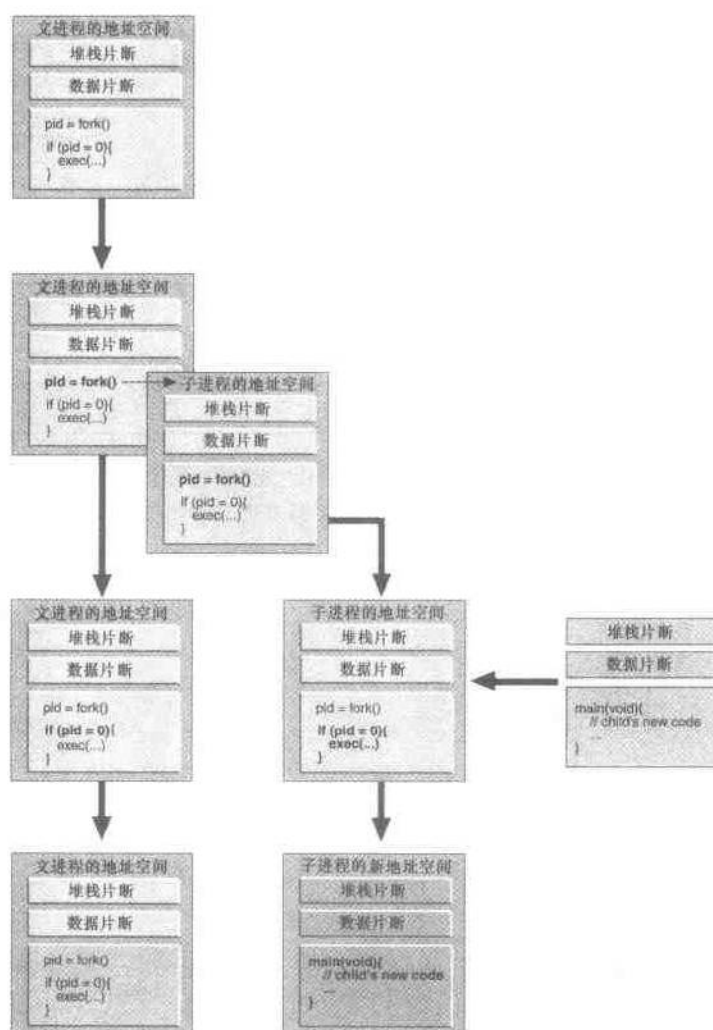 文进程的地址空间
堆栈片断
数据片断
pid = fork()
if (pid = 0){
exec(...)
}
文进程的地址空间
堆栈片断
数据片断
pid = fork()
if (pid = 0){
exec(...)
}
子进程的地址空间
堆栈片断
数据片断
pid = fork()
if (pid = 0){
exec(...)
}
文进程的地址空间
堆栈片断
数据片断
pid = fork()
if (pid = 0){
exec(...)
}
子进程的地址空间
堆栈片断
数据片断
pid = fork()
if (pid = 0){
exec(...)
}
堆栈片断
数据片断
main(void){
// child's new code
...
}
文进程的地址空间
堆栈片断
数据片断
pid = fork()
if (pid = 0){
exec(...)
}
子进程的新地址空间
堆栈片断
数据片断
main(void){
// child's new code
...
}